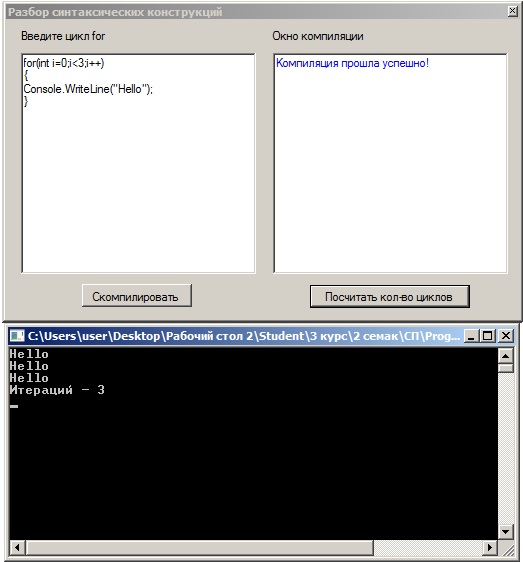 Разбор синтаксических конструкций
Введите цикл for
Окно компиляции
for(int i=0;i<3;i++)
{
Console.WriteLine("Hello");
}
Компиляция прошла успешно!
Скомпилировать
Посчитать кол-во циклов
C:\Users\user\Desktop\Рабочий стол 2\Student\3 курс\2 семак\СП\Prog...
Hello
Hello
Hello
Итераций - 3